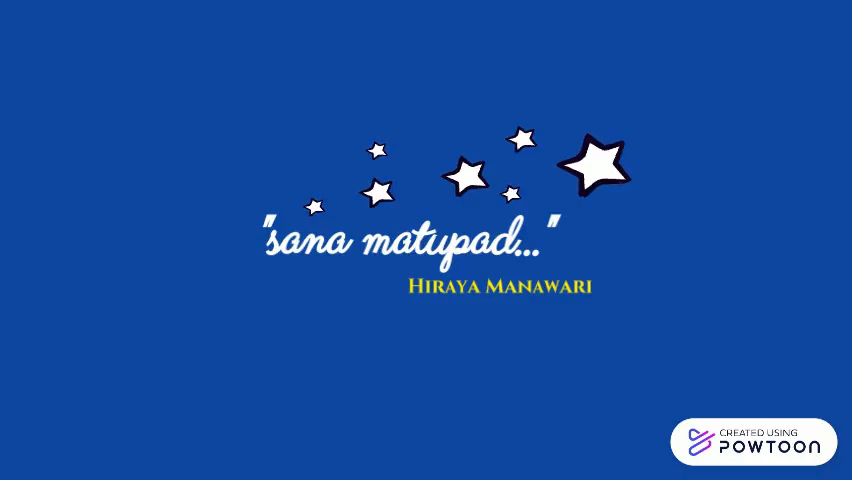 "sana matupad..."
HIRAYA MANAWARI
CREATED USING
POWTOON